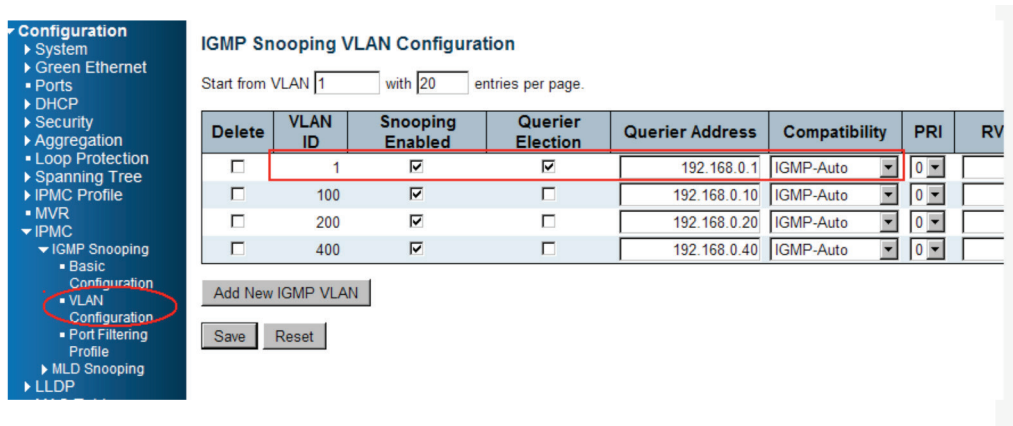 Configuration
System
Green Ethernet
Ports
DHCP
Security
Aggregation
Loop Protection
Spanning Tree
IPMC Profile
MVR
IPMC
IGMP Snooping
Basic
Configuration
VLAN
Configuration
Port Filtering
Profile
MLD Snooping
LLDP
IGMP Snooping VLAN Configuration
Start from VLAN 1 with 20 entries per page.
Delete VLAN ID Snooping Enabled Querier Election Querier Address Compatibility PRI RV
1 192.168.0.1 IGMP-Auto 0
100 192.168.0.10 IGMP-Auto 0
200 192.168.0.20 IGMP-Auto 0
400 192.168.0.40 IGMP-Auto 0
Add New IGMP VLAN
Save Reset